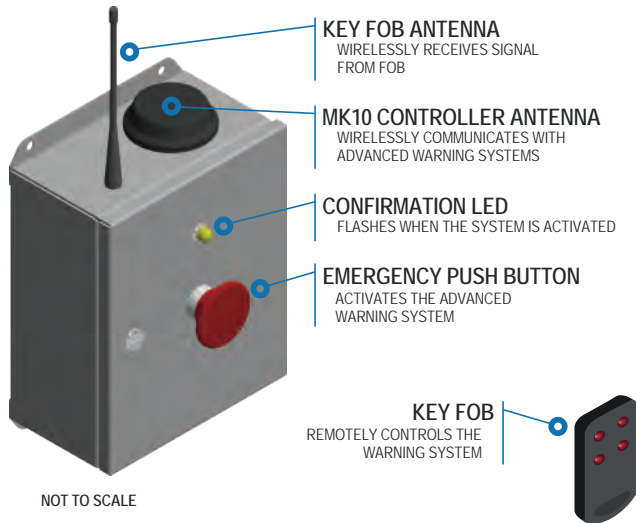 KEY FOB ANTENNA
WIRELESSLY RECEIVES SIGNAL
FROM FOB
MK10 CONTROLLER ANTENNA
WIRELESSLY COMMUNICATES WITH
ADVANCED WARNING SYSTEMS
CONFIRMATION LED
FLASHES WHEN THE SYSTEM IS ACTIVATED
EMERGENCY PUSH BUTTON
ACTIVATES THE ADVANCED
WARNING SYSTEM
KEY FOB
REMOTELY CONTROLS THE
WARNING SYSTEM
NOT TO SCALE